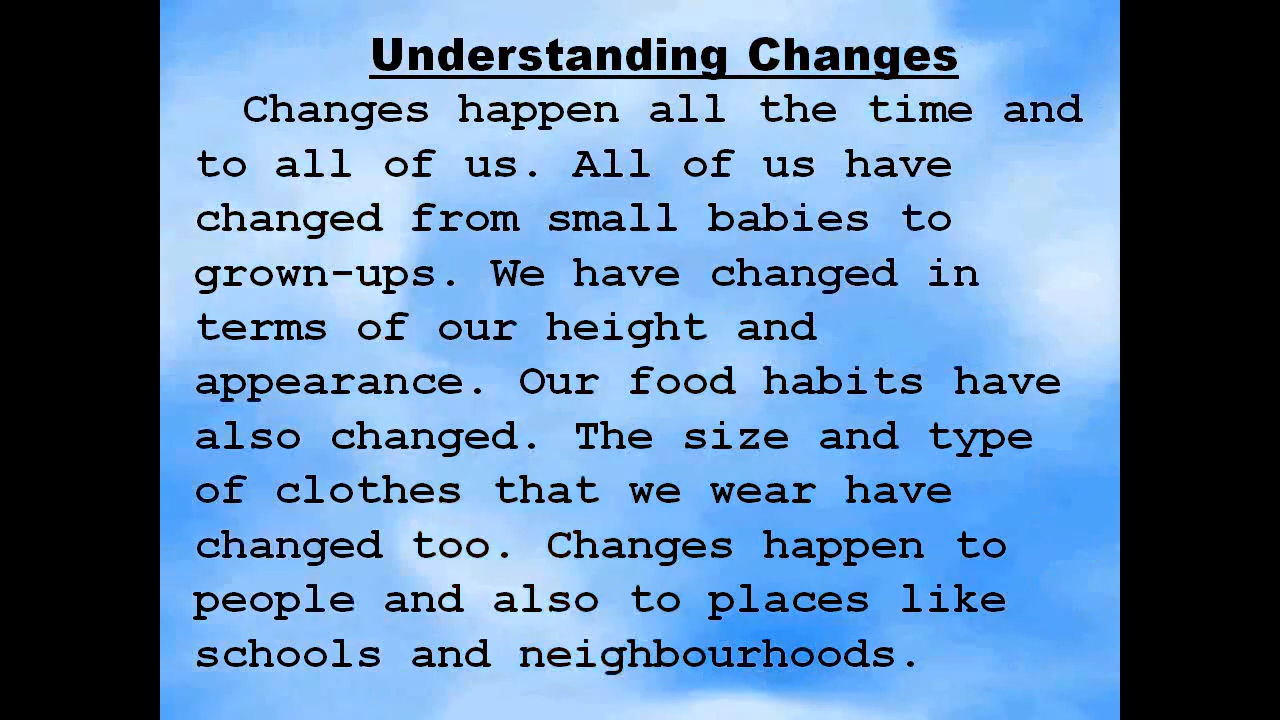 Understanding Changes
Changes happen all the time and
to all of us. All of us have
changed from small babies to
grown-ups. We have changed in
terms of our height and
appearance. Our food habits have
also changed. The size and type
of clothes that we wear have
changed too. Changes happen to
people and also to places like
schools and neighbourhoods.